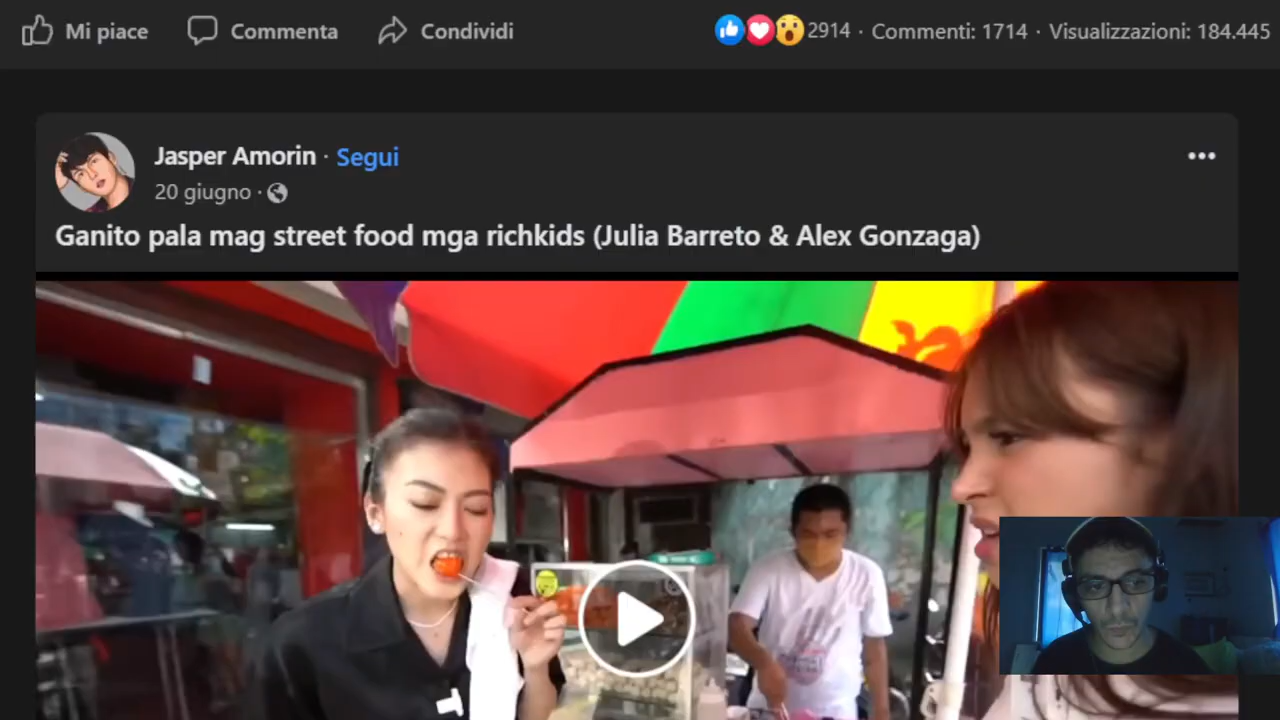 Mi piace Commenta Condividi 2914 · Commenti: 1714 · Visualizzazioni: 184.445
Jasper Amorin · Segui
20 giugno ·
Ganito pala mag street food mga richkids (Julia Barreto & Alex Gonzaga)